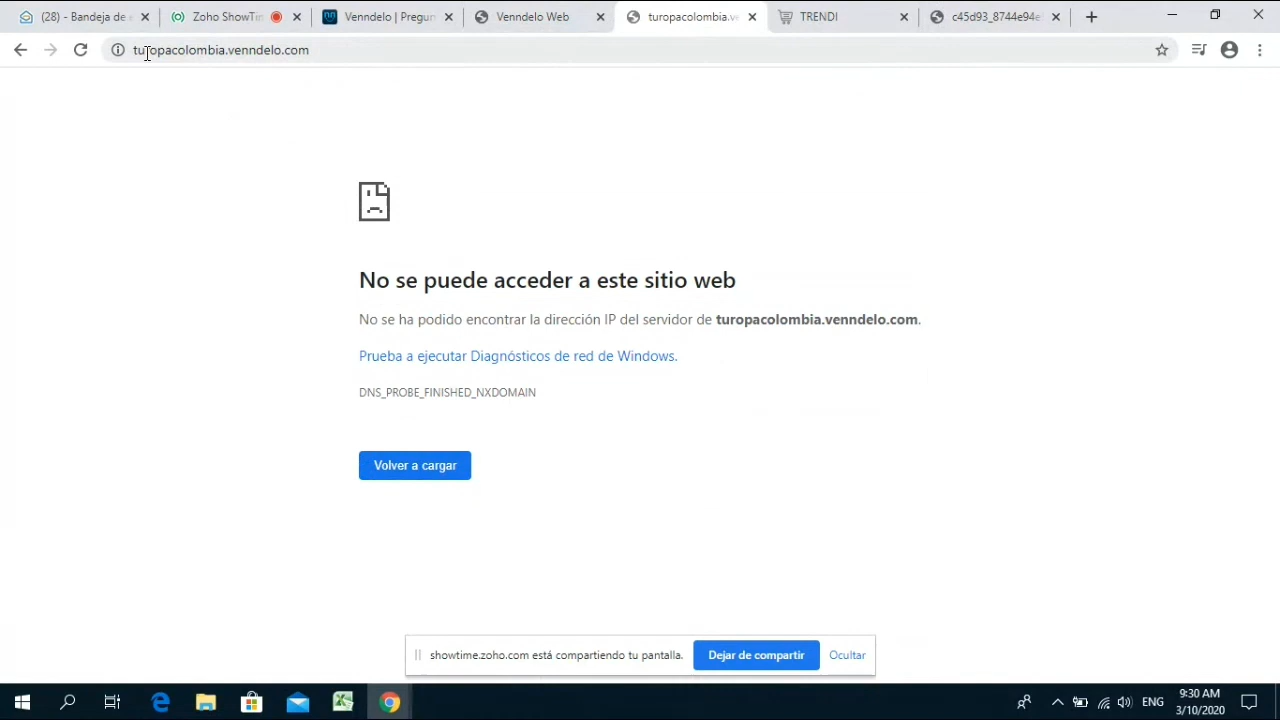 (28) - Bandeja de e
Zoho ShowTim
Venndelo | Pregun
Venndelo Web
turopacolombia.ve
TRENDI
c45d93_8744e94e
turopacolombia.venndelo.com
No se puede acceder a este sitio web
No se ha podido encontrar la dirección IP del servidor de turopacolombia.venndelo.com.
Prueba a ejecutar Diagnósticos de red de Windows.
DNS_PROBE_FINISHED_NXDOMAIN
Volver a cargar
showtime.zoho.com está compartiendo tu pantalla.
Dejar de compartir
Ocultar
ENG
9:30 AM
3/10/2020